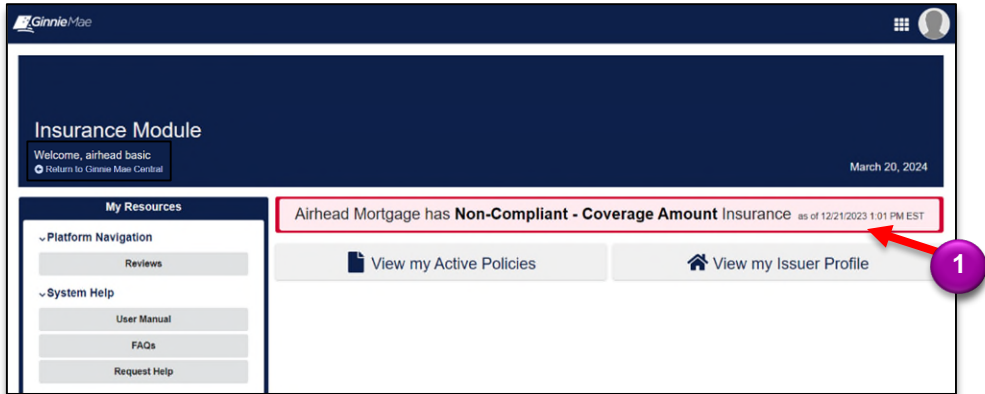 GinnieMae
Insurance Module
Welcome, airhead basic
Return to Ginnie Mae Central
March 20, 2024
My Resources
Platform Navigation
Reviews
System Help
User Manual
FAQs
Request Help
Airhead Mortgage has Non-Compliant - Coverage Amount Insurance as of 12/21/2023 1:01 PM EST
View my Active Policies
View my Issuer Profile
1